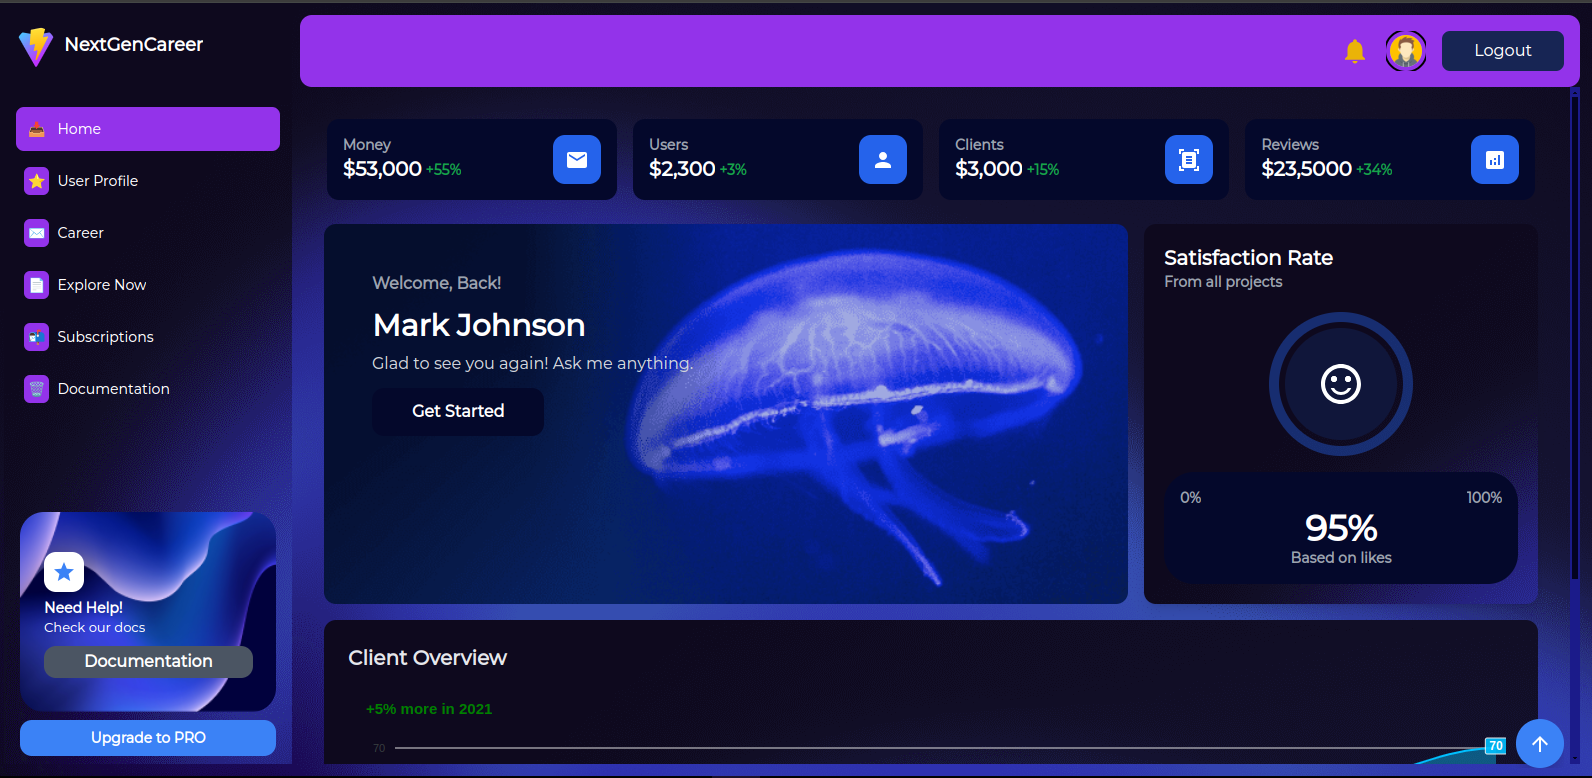 NextGenCareer
Logout
Home
User Profile
Career
Explore Now
Subscriptions
Documentation
Need Help!
Check our docs
Documentation
Upgrade to PRO
Money
$53,000 +55%
Users
$2,300 +3%
Clients
$3,000 +15%
Reviews
$23,5000 +34%
Welcome, Back!
Mark Johnson
Glad to see you again! Ask me anything.
Get Started
Satisfaction Rate
From all projects
0% 100%
95%
Based on likes
Client Overview
+5% more in 2021
70
70